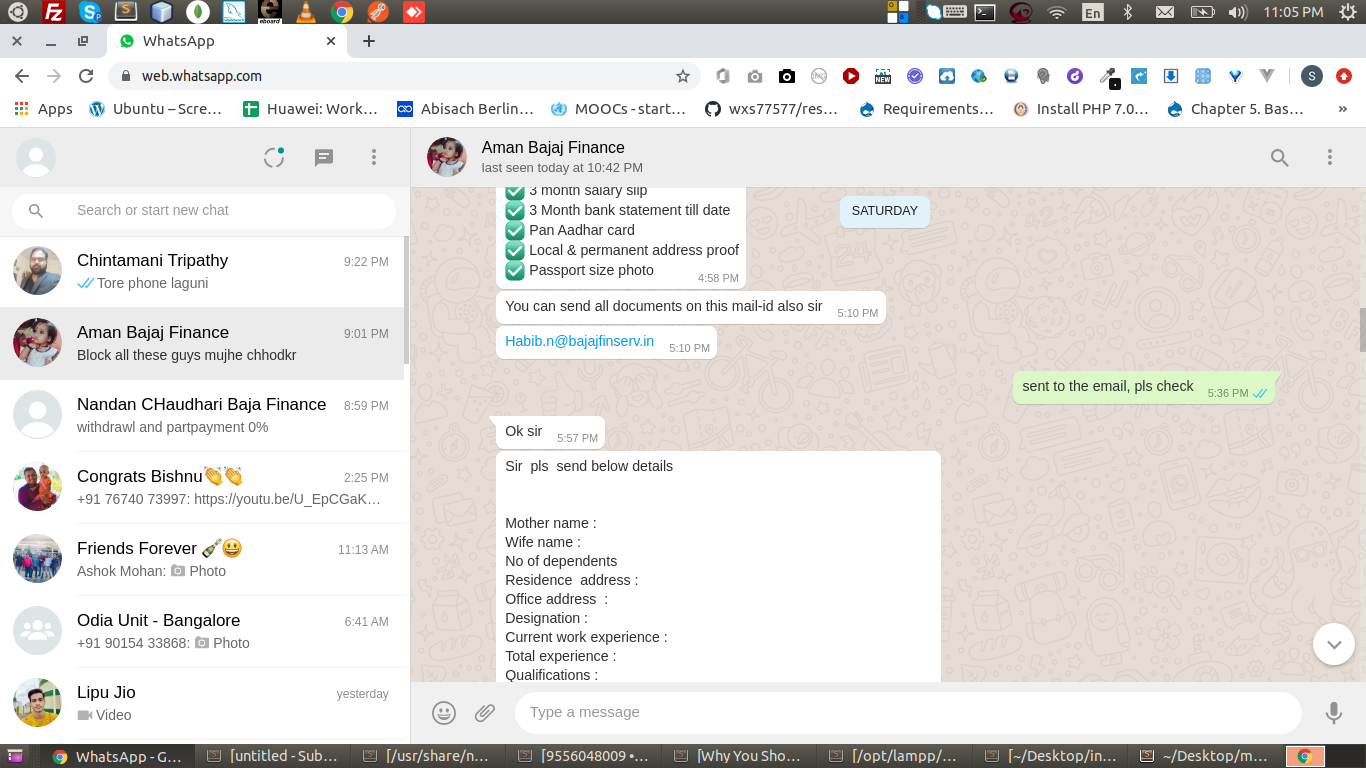 En
11:05 PM
WhatsApp
web.whatsapp.com
NEW
S
Apps
Ubuntu – Scre…
Huawei: Work…
Abisach Berlin…
MOOCs - start…
wxs77577/res…
Requirements…
Install PHP 7.0…
Chapter 5. Bas…
»
Search or start new chat
Chintamani Tripathy
9:22 PM
Tore phone laguni
Aman Bajaj Finance
9:01 PM
Block all these guys mujhe chhodkr
Nandan CHaudhari Baja Finance
8:59 PM
withdrawl and partpayment 0%
Congrats Bishnu👏👏
2:25 PM
+91 76740 73997: https://youtu.be/U_EpCGaK…
Friends Forever 🍾😃
11:13 AM
Ashok Mohan: Photo
Odia Unit - Bangalore
6:41 AM
+91 90154 33868: Photo
Lipu Jio
yesterday
Video
Aman Bajaj Finance
last seen today at 10:42 PM
SATURDAY
✅ 3 month salary slip
✅ 3 Month bank statement till date
✅ Pan Aadhar card
✅ Local & permanent address proof
✅ Passport size photo
4:58 PM
You can send all documents on this mail-id also sir
5:10 PM
Habib.n@bajajfinserv.in
5:10 PM
sent to the email, pls check
5:36 PM
Ok sir
5:57 PM
Sir pls send below details
Mother name :
Wife name :
No of dependents
Residence address :
Office address :
Designation :
Current work experience :
Total experience :
Qualifications :
Type a message
WhatsApp - G…
[untitled - Sub…
[/usr/share/n…
[9556048009 •…
[Why You Sho…
[/opt/lampp/…
[~/Desktop/in…
~/Desktop/m…